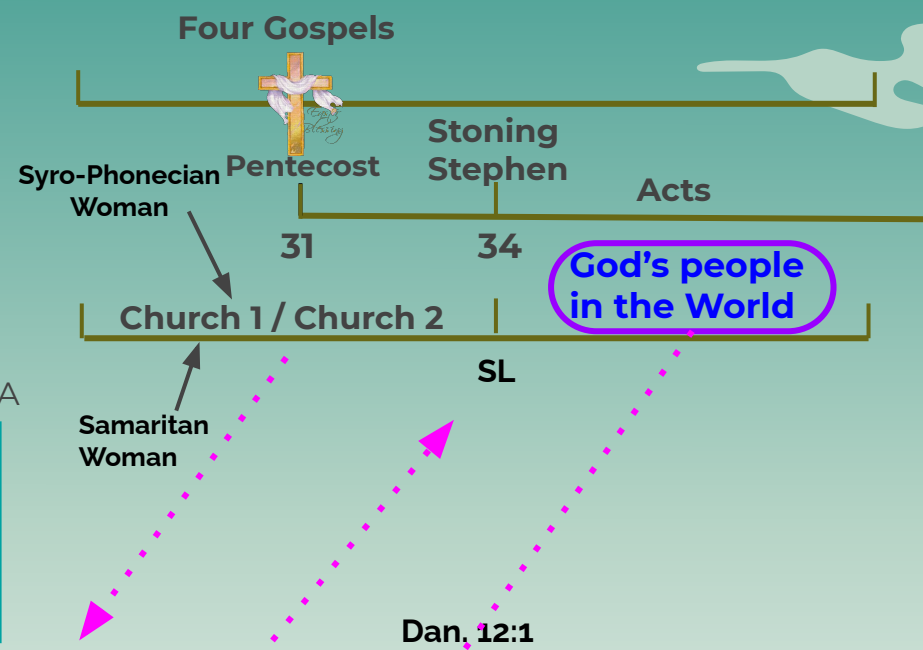 Four Gospels
Blessing
Stoning
Stephen
Pentecost
Syro-Phonecian
Woman
Acts
31
34
God's people
in the World
Church 1 / Church 2
SL
A
Samaritan
Woman
Dan. 12:1